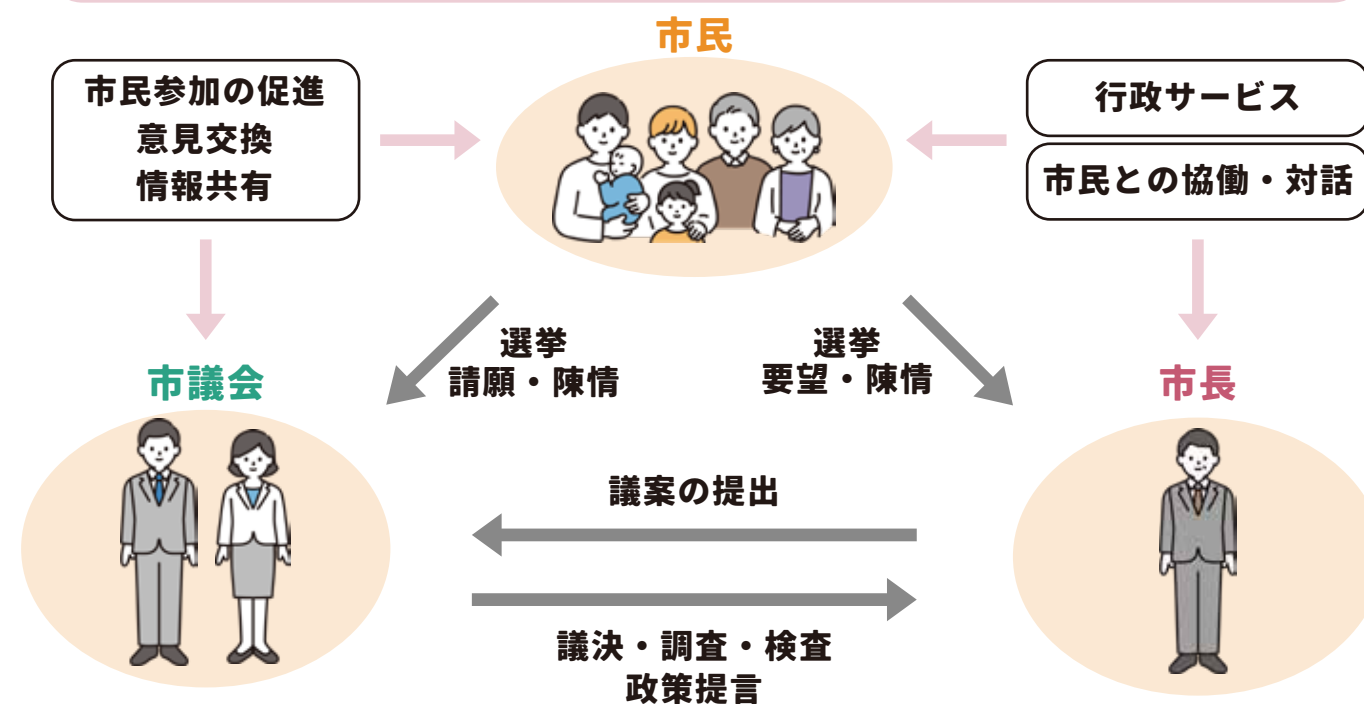 市民
市民参加の促進
意見交換
情報共有
行政サービス
市民との協働・対話
選挙
請願・陳情
選挙
要望・陳情
市議会
市長
議案の提出
議決・調査・検査
政策提言